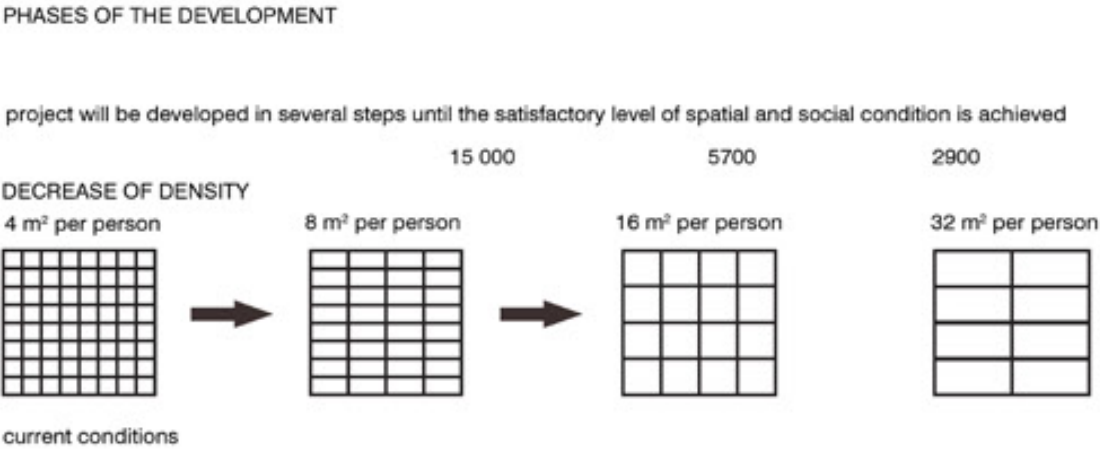 PHASES OF THE DEVELOPMENT
project will be developed in several steps until the satisfactory level of spatial and social condition is achieved
15 000 5700 2900
DECREASE OF DENSITY
4 m² per person 8 m² per person 16 m² per person 32 m² per person
current conditions